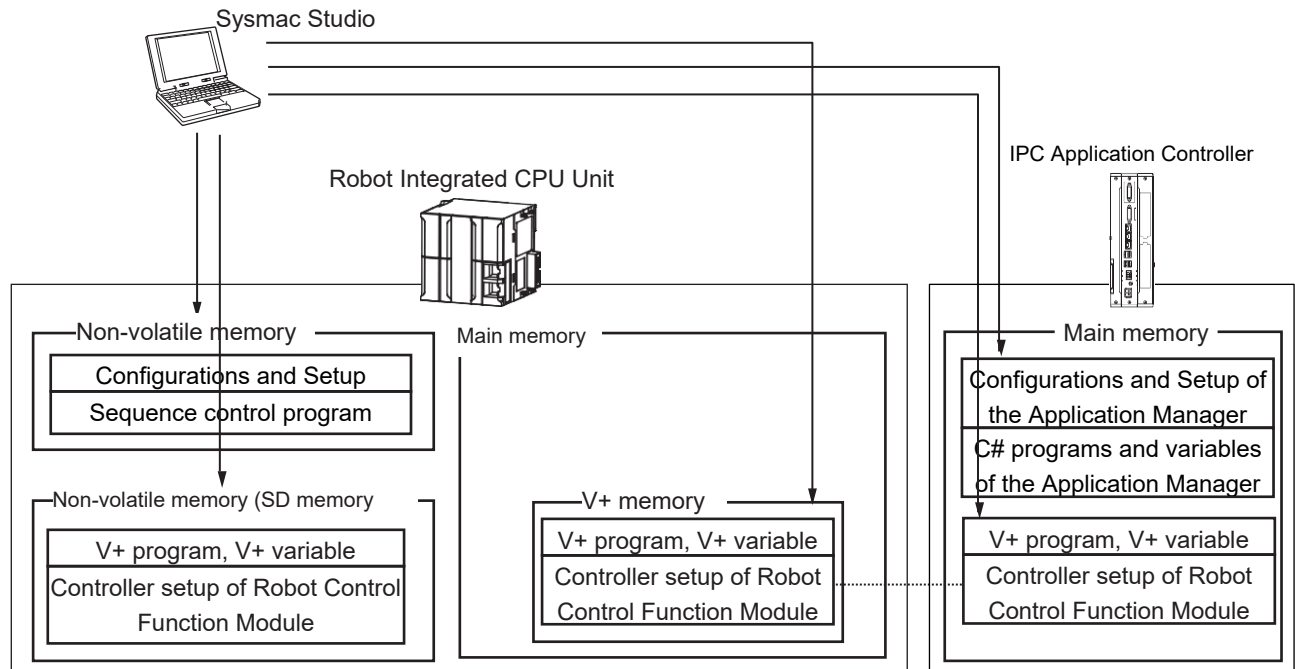 Sysmac Studio
IPC Application Controller
Robot Integrated CPU Unit
Non-volatile memory
Configurations and Setup
Sequence control program
Non-volatile memory (SD memory
V+ program, V+ variable
Controller setup of Robot Control
Function Module
Main memory
V+ memory
V+ program, V+ variable
Controller setup of Robot
Control Function Module
Main memory
Configurations and Setup of
the Application Manager
C# programs and variables
of the Application Manager
V+ program, V+ variable
Controller setup of Robot
Control Function Module